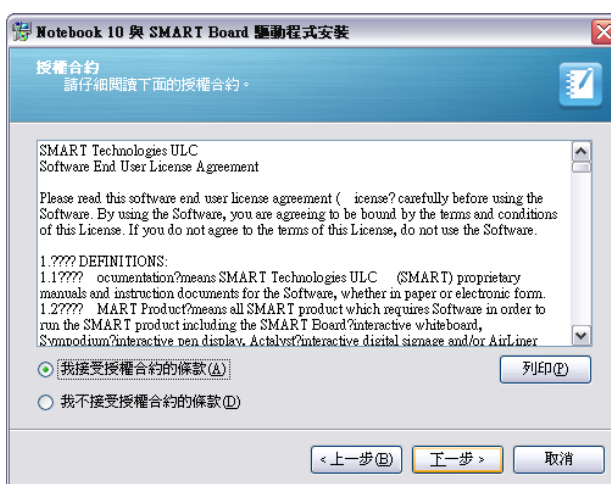 Notebook 10 與 SMART Board 驅動程式安裝
授權合約
請仔細閱讀下面的授權合約。
SMART Technologies ULC
Software End User License Agreement
Please read this software end user license agreement (   icense? carefully before using the
Software. By using the Software, you are agreeing to be bound by the terms and conditions
of this License. If you do not agree to the terms of this License, do not use the Software.
1.???? DEFINITIONS:
1.1????   ocumentation?means SMART Technologies ULC    (SMART) proprietary
manuals and instruction documents for the Software, whether in paper or electronic form.
1.2????   MART Product?means all SMART product which requires Software in order to
run the SMART product including the SMART Board?interactive whiteboard,
Sympodium?interactive pen display, Actalyst?interactive digital signage and/or AirLiner
我接受授權合約的條款(A)
列印(P)
我不接受授權合約的條款(D)
<上一步(B) 下一步 > 取消